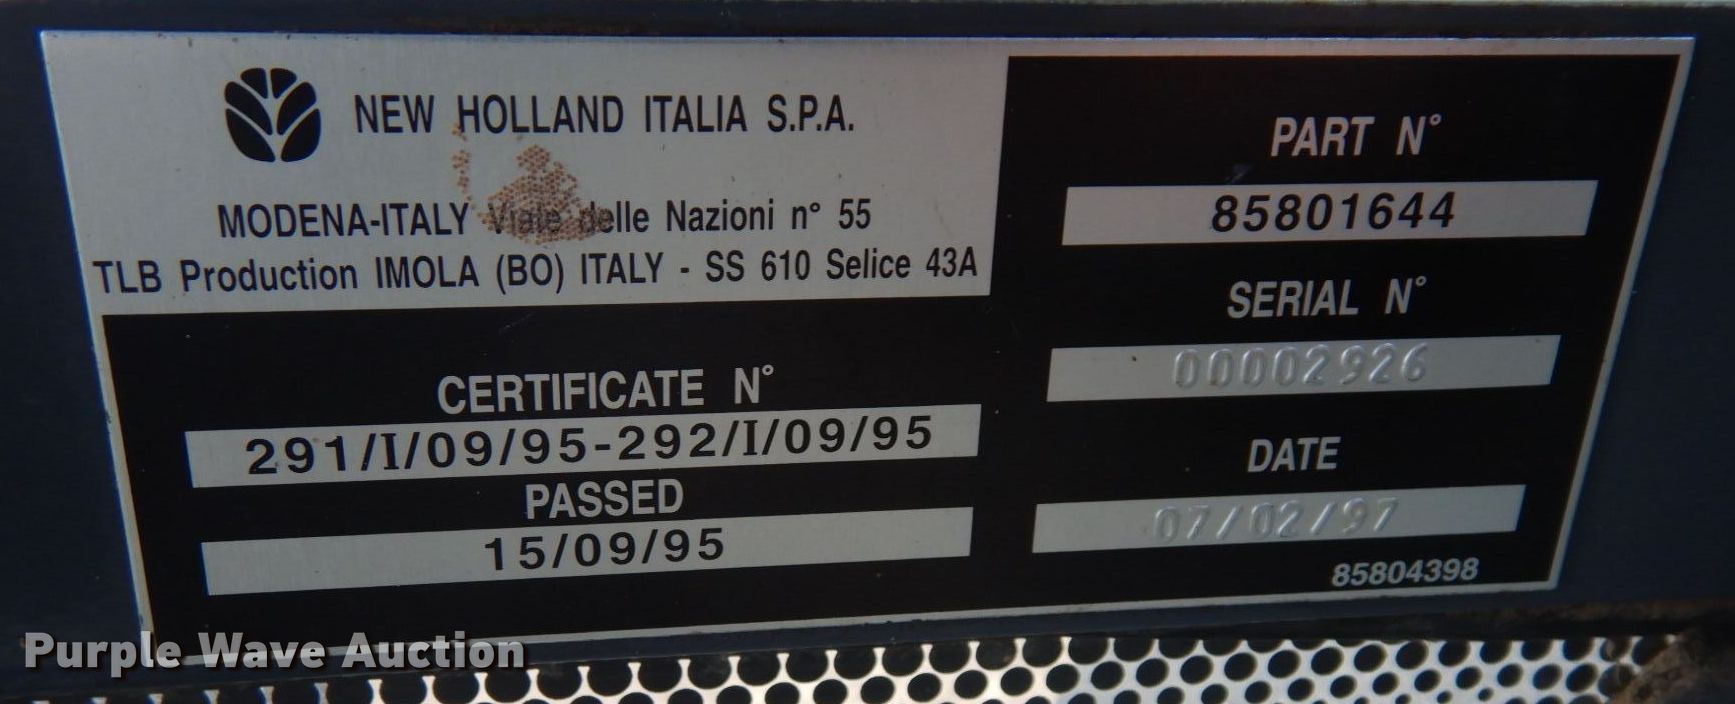 NEW HOLLAND ITALIA S.P.A.
MODENA-ITALY Viale delle Nazioni n° 55
TLB Production IMOLA (BO) ITALY - SS 610 Selice 43A
CERTIFICATE N°
291/I/09/95-292/I/09/95
PASSED
15/09/95
PART N°
85801644
SERIAL N°
00002926
DATE
07/02/97
85804398
Purple Wave Auction